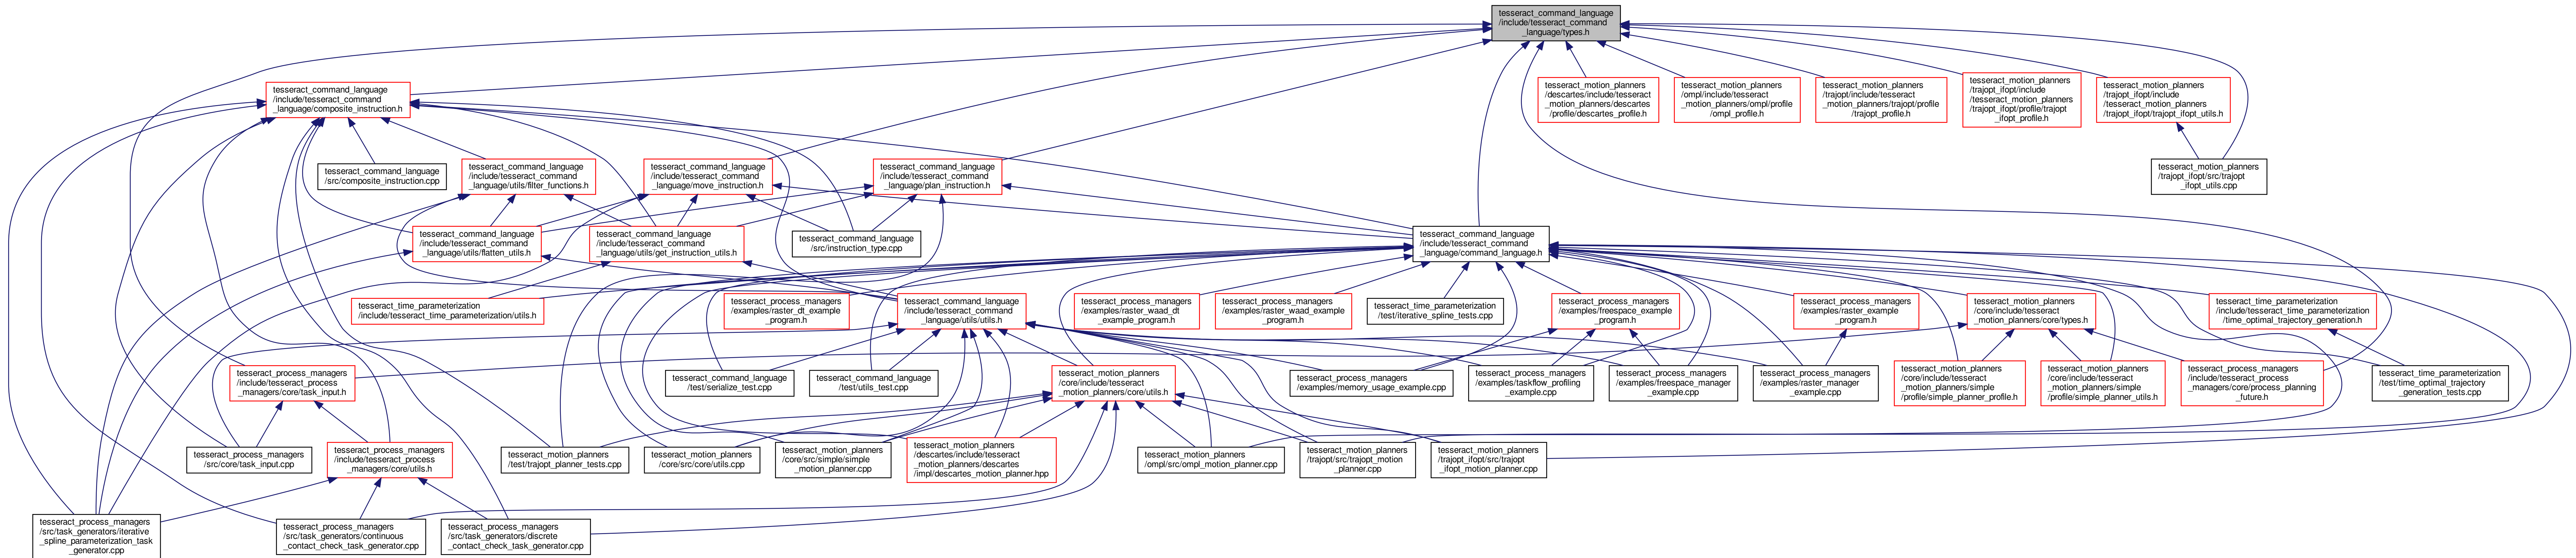 tesseract_command_language
/include/tesseract_command
_language/types.h
tesseract_command_language
/include/tesseract_command
_language/composite_instruction.h
tesseract_motion_planners
/descartes/include/tesseract
_motion_planners/descartes
/profile/descartes_profile.h
tesseract_motion_planners
/ompl/include/tesseract
_motion_planners/ompl/profile
/ompl_profile.h
tesseract_motion_planners
/trajopt/include/tesseract
_motion_planners/trajopt/profile
/trajopt_profile.h
tesseract_motion_planners
/trajopt_ifopt/include
/tesseract_motion_planners
/trajopt_ifopt/profile/trajopt
_ifopt_profile.h
tesseract_motion_planners
/trajopt_ifopt/include
/tesseract_motion_planners
/trajopt_ifopt/trajopt_ifopt_utils.h
tesseract_command_language
/src/composite_instruction.cpp
tesseract_command_language
/include/tesseract_command
_language/utils/filter_functions.h
tesseract_command_language
/include/tesseract_command
_language/move_instruction.h
tesseract_command_language
/include/tesseract_command
_language/plan_instruction.h
tesseract_motion_planners
/trajopt_ifopt/src/trajopt
_ifopt_utils.cpp
tesseract_command_language
/include/tesseract_command
_language/utils/flatten_utils.h
tesseract_command_language
/include/tesseract_command
_language/utils/get_instruction_utils.h
tesseract_command_language
/src/instruction_type.cpp
tesseract_command_language
/include/tesseract_command
_language/command_language.h
tesseract_time_parameterization
/include/tesseract_time_parameterization/utils.h
tesseract_process_managers
/examples/raster_dt_example
_program.h
tesseract_command_language
/include/tesseract_command
_language/utils/utils.h
tesseract_process_managers
/examples/raster_waad_dt
_example_program.h
tesseract_process_managers
/examples/raster_waad_example
_program.h
tesseract_time_parameterization
/test/iterative_spline_tests.cpp
tesseract_process_managers
/examples/freespace_example
_program.h
tesseract_process_managers
/examples/raster_example
_program.h
tesseract_motion_planners
/core/include/tesseract
_motion_planners/core/types.h
tesseract_time_parameterization
/include/tesseract_time_parameterization
/time_optimal_trajectory_generation.h
tesseract_process_managers
/include/tesseract_process
_managers/core/task_input.h
tesseract_command_language
/test/serialize_test.cpp
tesseract_command_language
/test/utils_test.cpp
tesseract_motion_planners
/core/include/tesseract
_motion_planners/core/utils.h
tesseract_process_managers
/examples/memory_usage_example.cpp
tesseract_process_managers
/examples/taskflow_profiling
_example.cpp
tesseract_process_managers
/examples/freespace_manager
_example.cpp
tesseract_process_managers
/examples/raster_manager
_example.cpp
tesseract_motion_planners
/core/include/tesseract
_motion_planners/simple
/profile/simple_planner_profile.h
tesseract_motion_planners
/core/include/tesseract
_motion_planners/simple
/profile/simple_planner_utils.h
tesseract_process_managers
/include/tesseract_process
_managers/core/process_planning
_future.h
tesseract_time_parameterization
/test/time_optimal_trajectory
_generation_tests.cpp
tesseract_process_managers
/src/core/task_input.cpp
tesseract_process_managers
/include/tesseract_process
_managers/core/utils.h
tesseract_motion_planners
/test/trajopt_planner_tests.cpp
tesseract_motion_planners
/core/src/core/utils.cpp
tesseract_motion_planners
/core/src/simple/simple
_motion_planner.cpp
tesseract_motion_planners
/descartes/include/tesseract
_motion_planners/descartes
/impl/descartes_motion_planner.hpp
tesseract_motion_planners
/ompl/src/ompl_motion_planner.cpp
tesseract_motion_planners
/trajopt/src/trajopt_motion
_planner.cpp
tesseract_motion_planners
/trajopt_ifopt/src/trajopt
_ifopt_motion_planner.cpp
tesseract_process_managers
/src/task_generators/iterative
_spline_parameterization_task
_generator.cpp
tesseract_process_managers
/src/task_generators/continuous
_contact_check_task_generator.cpp
tesseract_process_managers
/src/task_generators/discrete
_contact_check_task_generator.cpp